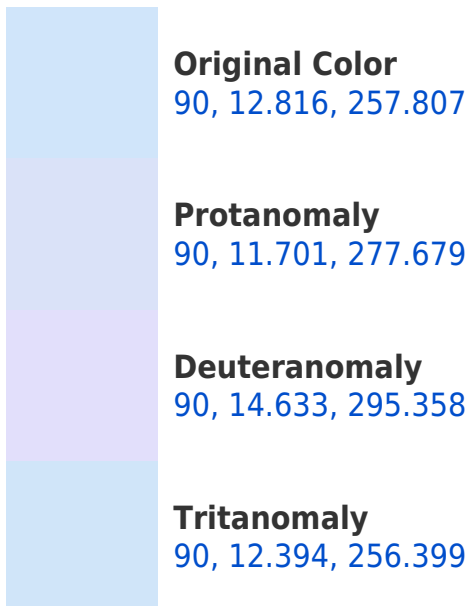 Original Color
90, 12.816, 257.807
Protanomaly
90, 11.701, 277.679
Deuteranomaly
90, 14.633, 295.358
Tritanomaly
90, 12.394, 256.399